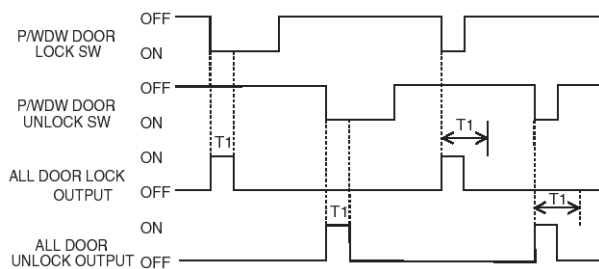 OFF
P/WDW DOOR
LOCK SW
ON
OFF
P/WDW DOOR
UNLOCK SW
ON
T1
T1
ON
ALL DOOR LOCK
OUTPUT
OFF
T1
T1
ON
ALL DOOR
UNLOCK OUTPUT
OFF